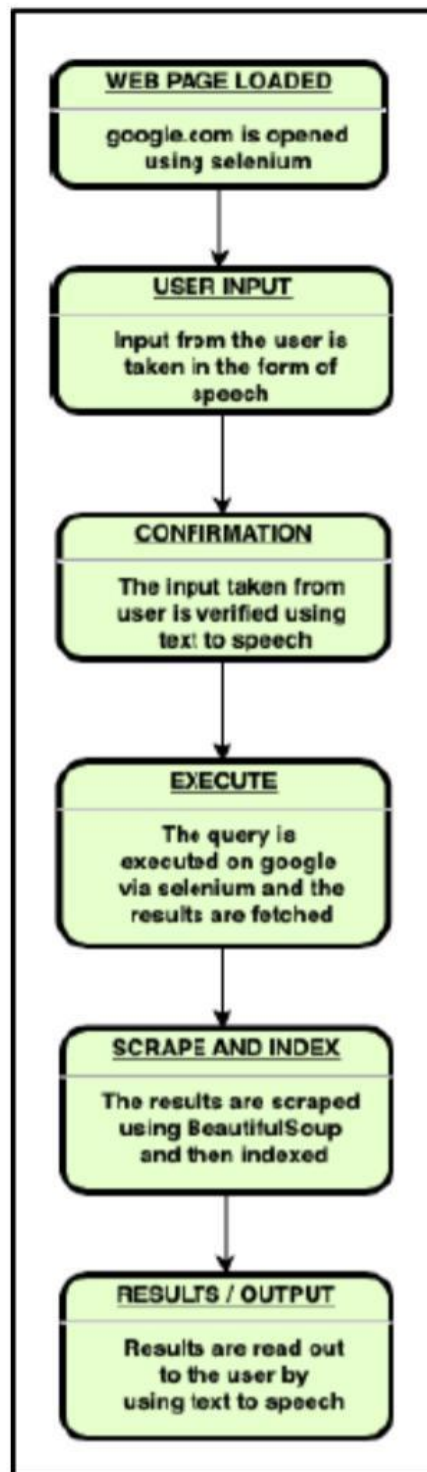 WEB PAGE LOADED
google.com is opened
using selenium
USER INPUT
Input from the user is
taken in the form of
speech
CONFIRMATION
The input taken from
user is verified using
text to speech
EXECUTE
The query is
executed on google
via selenium and the
results are fetched
SCRAPE AND INDEX
The results are scraped
using BeautifulSoup
and then indexed
RESULTS / OUTPUT
Results are read out
to the user by
using text to speech